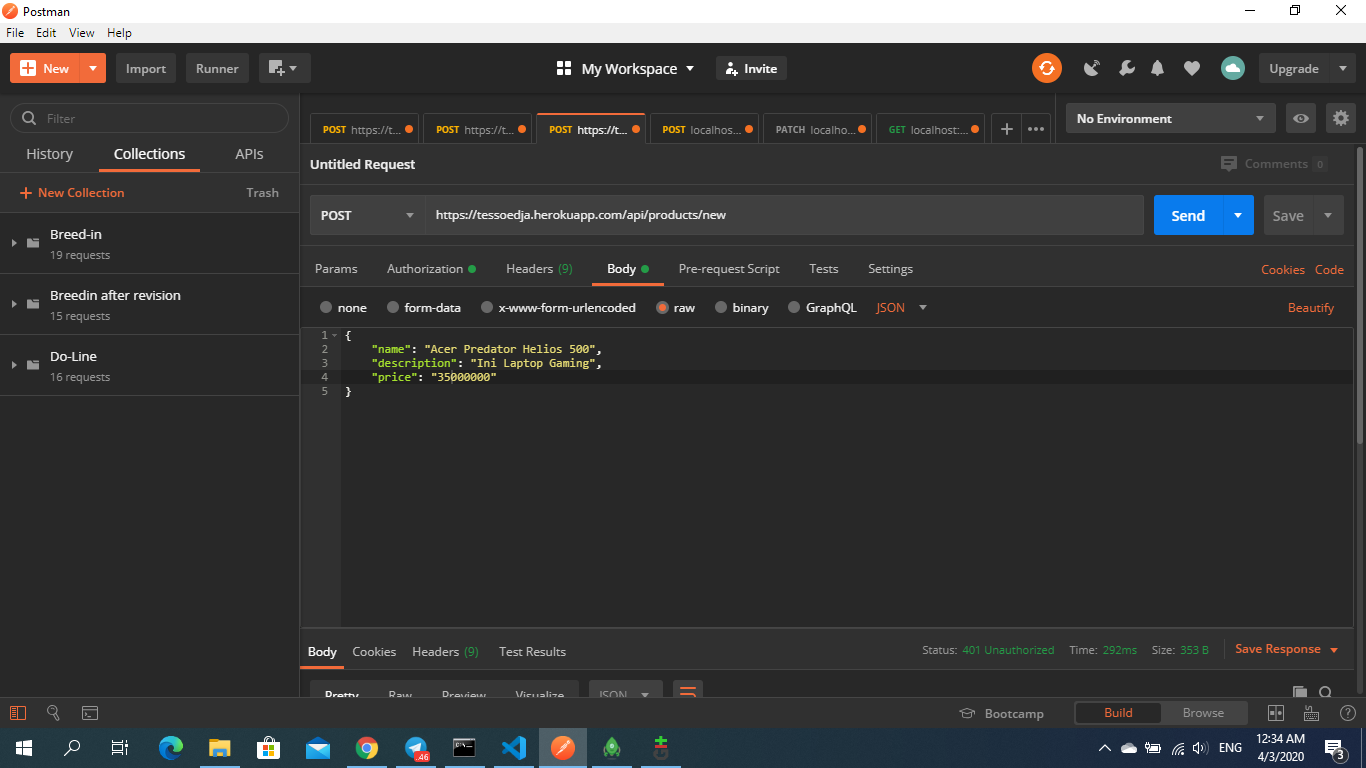 Postman
File Edit View Help
New Import Runner My Workspace Invite Upgrade
Filter
History Collections APIs
New Collection Trash
Breed-in
19 requests
Breedin after revision
15 requests
Do-Line
16 requests
POST https://t... POST https://t... POST https://t... POST localhos... PATCH localho... GET localhost:... No Environment
Untitled Request Comments 0
POST https://tessoedja.herokuapp.com/api/products/new Send Save
Params Authorization Headers (9) Body Pre-request Script Tests Settings Cookies Code
none form-data x-www-form-urlencoded raw binary GraphQL JSON Beautify
1 {
2 "name": "Acer Predator Helios 500",
3 "description": "Ini Laptop Gaming",
4 "price": "35000000"
5 }
Body Cookies Headers (9) Test Results Status: 401 Unauthorized Time: 292ms Size: 353 B Save Response
Pretty Raw Preview Visualize JSON
Bootcamp Build Browse
.46 ENG 12:34 AM
4/3/2020 3